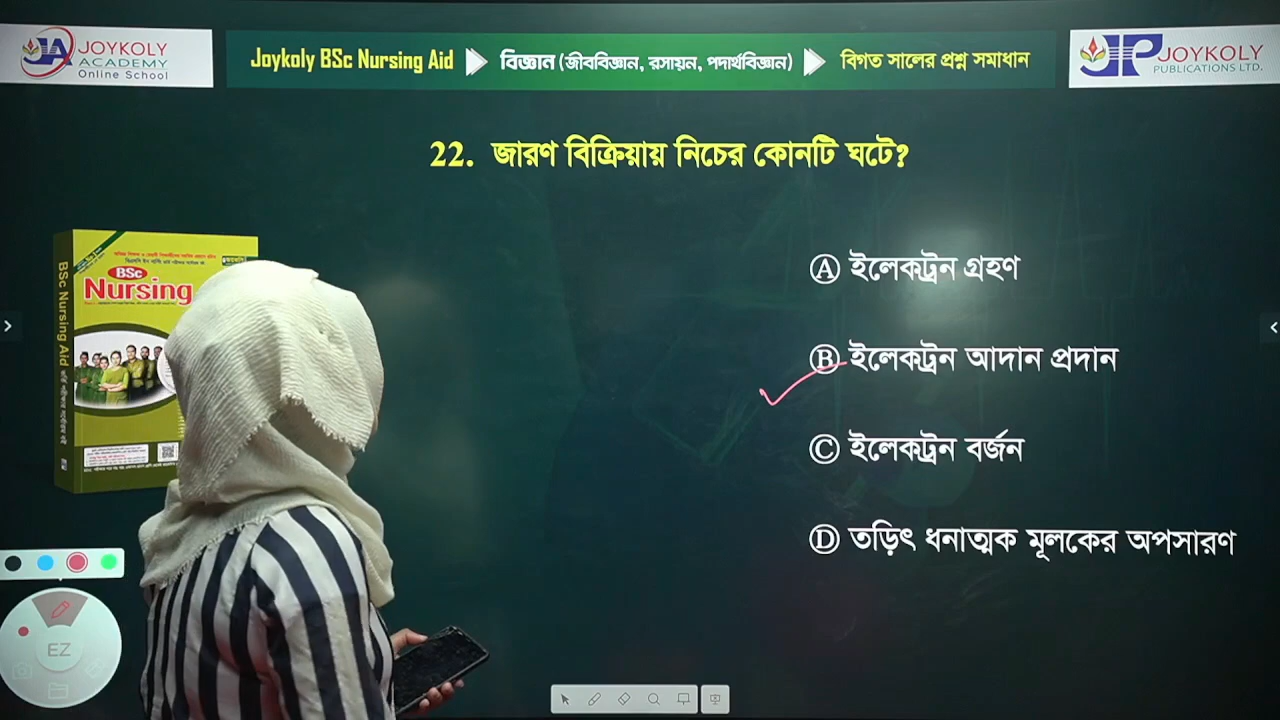 JA JOYKOLY
ACADEMY
Online School
Joykoly BSc Nursing Aid
বিজ্ঞান (জীববিজ্ঞান, রসায়ন, পদার্থবিজ্ঞান)
বিগত সালের প্রশ্ন সমাধান
JP JOYKOLY
PUBLICATIONS LTD.
22. জারণ বিক্রিয়ায় নিচের কোনটি ঘটে?
BSc
Nursing
BSc Nursing Aid
A ইলেকট্রন গ্রহণ
B ইলেকট্রন আদান প্রদান
C ইলেকট্রন বর্জন
D তড়িৎ ধনাত্মক মূলকের অপসারণ
EZ